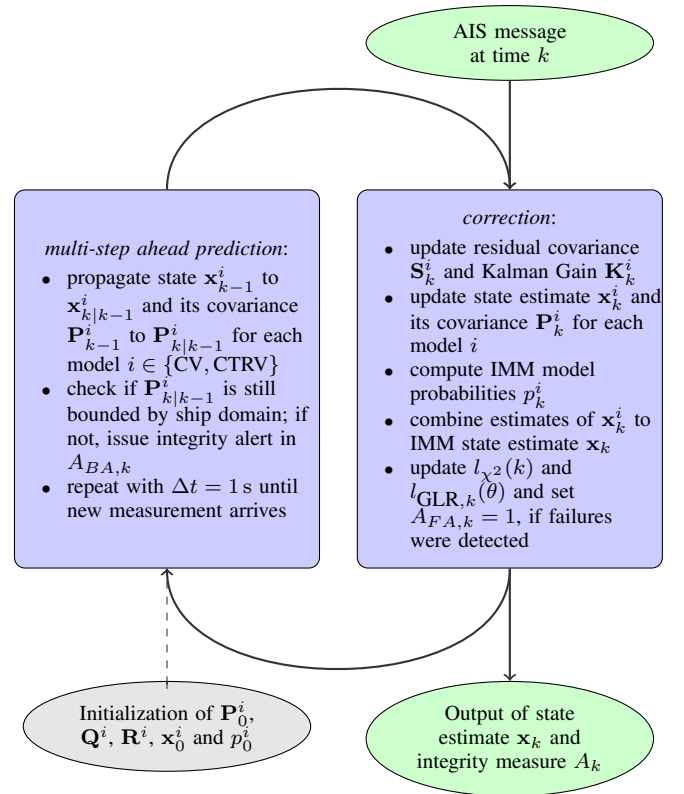 AIS message
at time k
multi-step ahead prediction:
• propagate state x^i_{k−1} to
x^i_{k|k−1} and its covariance
P^i_{k−1} to P^i_{k|k−1} for each
model i ∈ {CV, CTRV}
• check if P^i_{k|k−1} is still
bounded by ship domain; if
not, issue integrity alert in
A_{BA,k}
• repeat with Δt = 1 s until
new measurement arrives
correction:
• update residual covariance
S^i_k and Kalman Gain K^i_k
• update state estimate x^i_k and
its covariance P^i_k for each
model i
• compute IMM model
probabilities p^i_k
• combine estimates of x^i_k to
IMM state estimate x_k
• update l_{χ²}(k) and
l_{GLR,k}(θ) and set
A_{FA,k} = 1, if failures
were detected
Initialization of P^i_0,
Q^i, R^i, x^i_0 and p^i_0
Output of state
estimate x_k and
integrity measure A_k